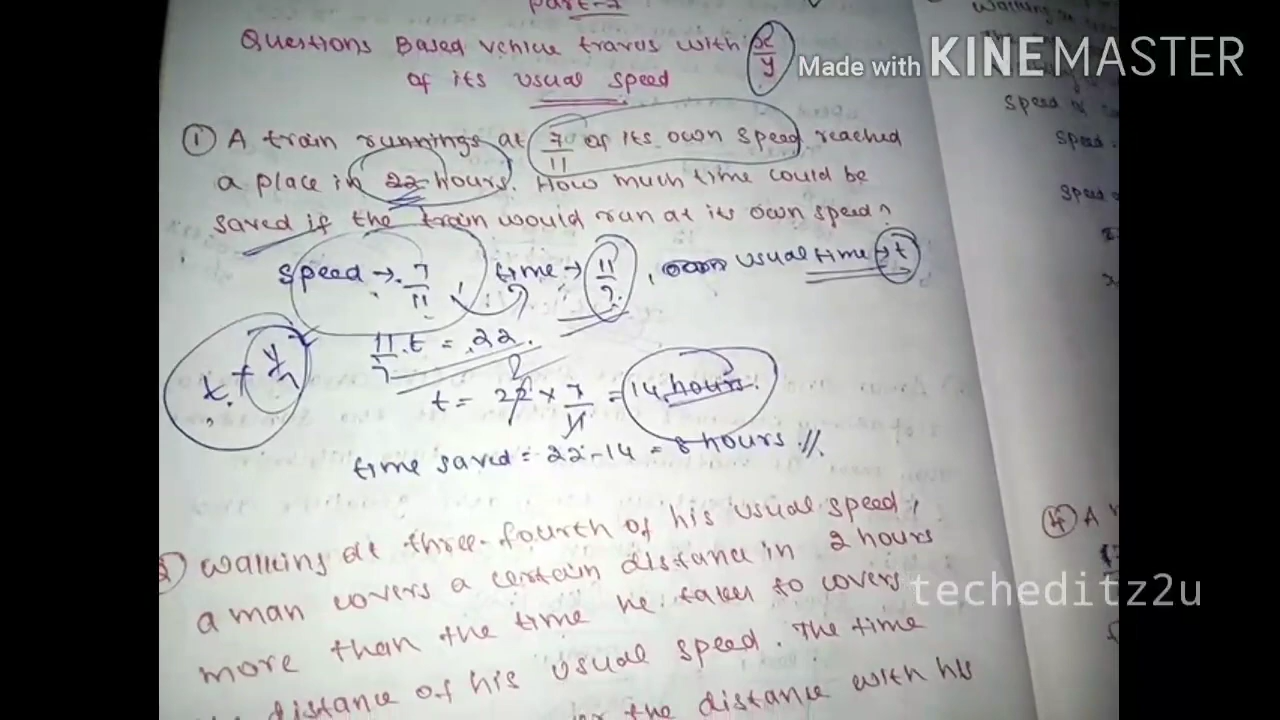 Part-7
Questions Based vehicle travels with x/y
of its usual speed
Made with KINEMASTER
① A train runnings at 7/11 of its own speed reached
a place in 22 hours. How much time could be
saved if the train would run at its own speed?
Speed → 7/11, time → 11/7, usual time → t
11/7 . t = 22.
t = 22 × 7/11 = 14 hours.
time saved = 22-14 = 8 hours //.
walking at three-fourth of his usual speed,
a man covers a certain distance in 2 hours
more than the time he takes to covers
distance of his usual speed. The time
the distance with his
Speed
Speed
④ A
techeditz2u